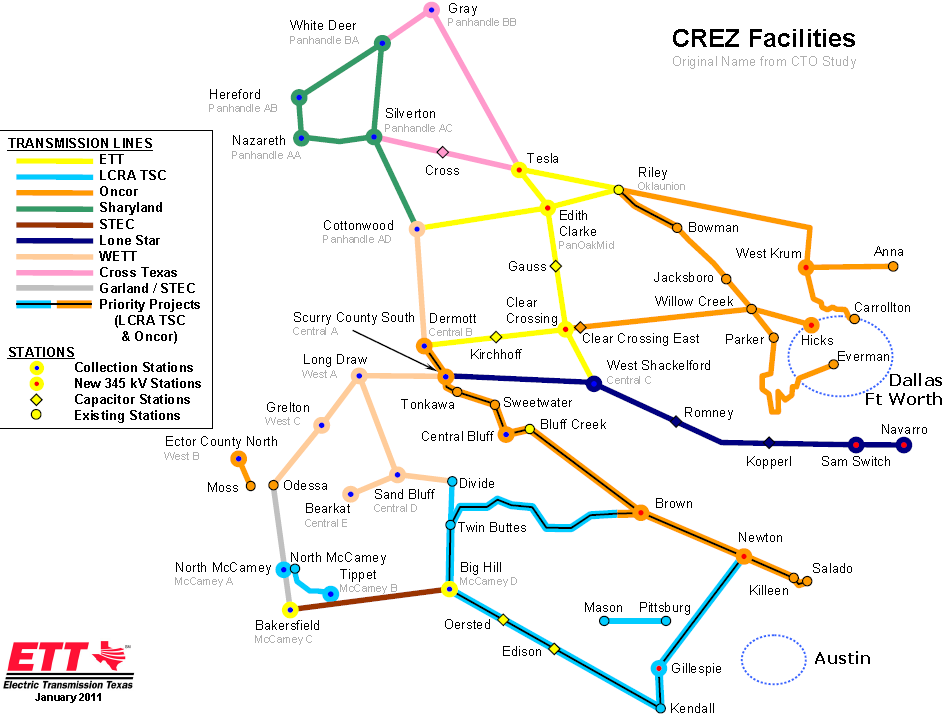 CREZ Facilities
Original Name from CTO Study
Gray
Panhandle BB
White Deer
Panhandle BA
Hereford
Panhandle AB
Silverton
Panhandle AC
Nazareth
Panhandle AA
Cross
Tesla
Riley
Oklaunion
Cottonwood
Panhandle AD
Edith
Clarke
PanOakMid
Bowman
West Krum
Anna
Gauss
Jacksboro
Clear
Crossing
Willow Creek
Carrollton
Scurry County South
Central A
Dermott
Central B
Kirchhoff
Clear Crossing East
Parker
Hicks
Everman
Dallas
Ft Worth
Long Draw
West A
West Shackelford
Central C
Tonkawa
Sweetwater
Grelton
West C
Romney
Central Bluff
Bluff Creek
Navarro
Ector County North
West B
Kopperl
Sam Switch
Moss
Odessa
Sand Bluff
Central D
Divide
Bearkat
Central E
Brown
Twin Buttes
Newton
North McCamey
McCamey A
North McCamey
Tippet
McCamey B
Big Hill
McCamey D
Salado
Killeen
Bakersfield
McCamey C
Mason
Pittsburg
Oersted
Edison
Austin
Gillespie
Kendall
TRANSMISSION LINES
ETT
LCRA TSC
Oncor
Sharyland
STEC
Lone Star
WETT
Cross Texas
Garland / STEC
Priority Projects
(LCRA TSC
& Oncor)
STATIONS
Collection Stations
New 345 kV Stations
Capacitor Stations
Existing Stations
ETT
Electric Transmission Texas
January 2011